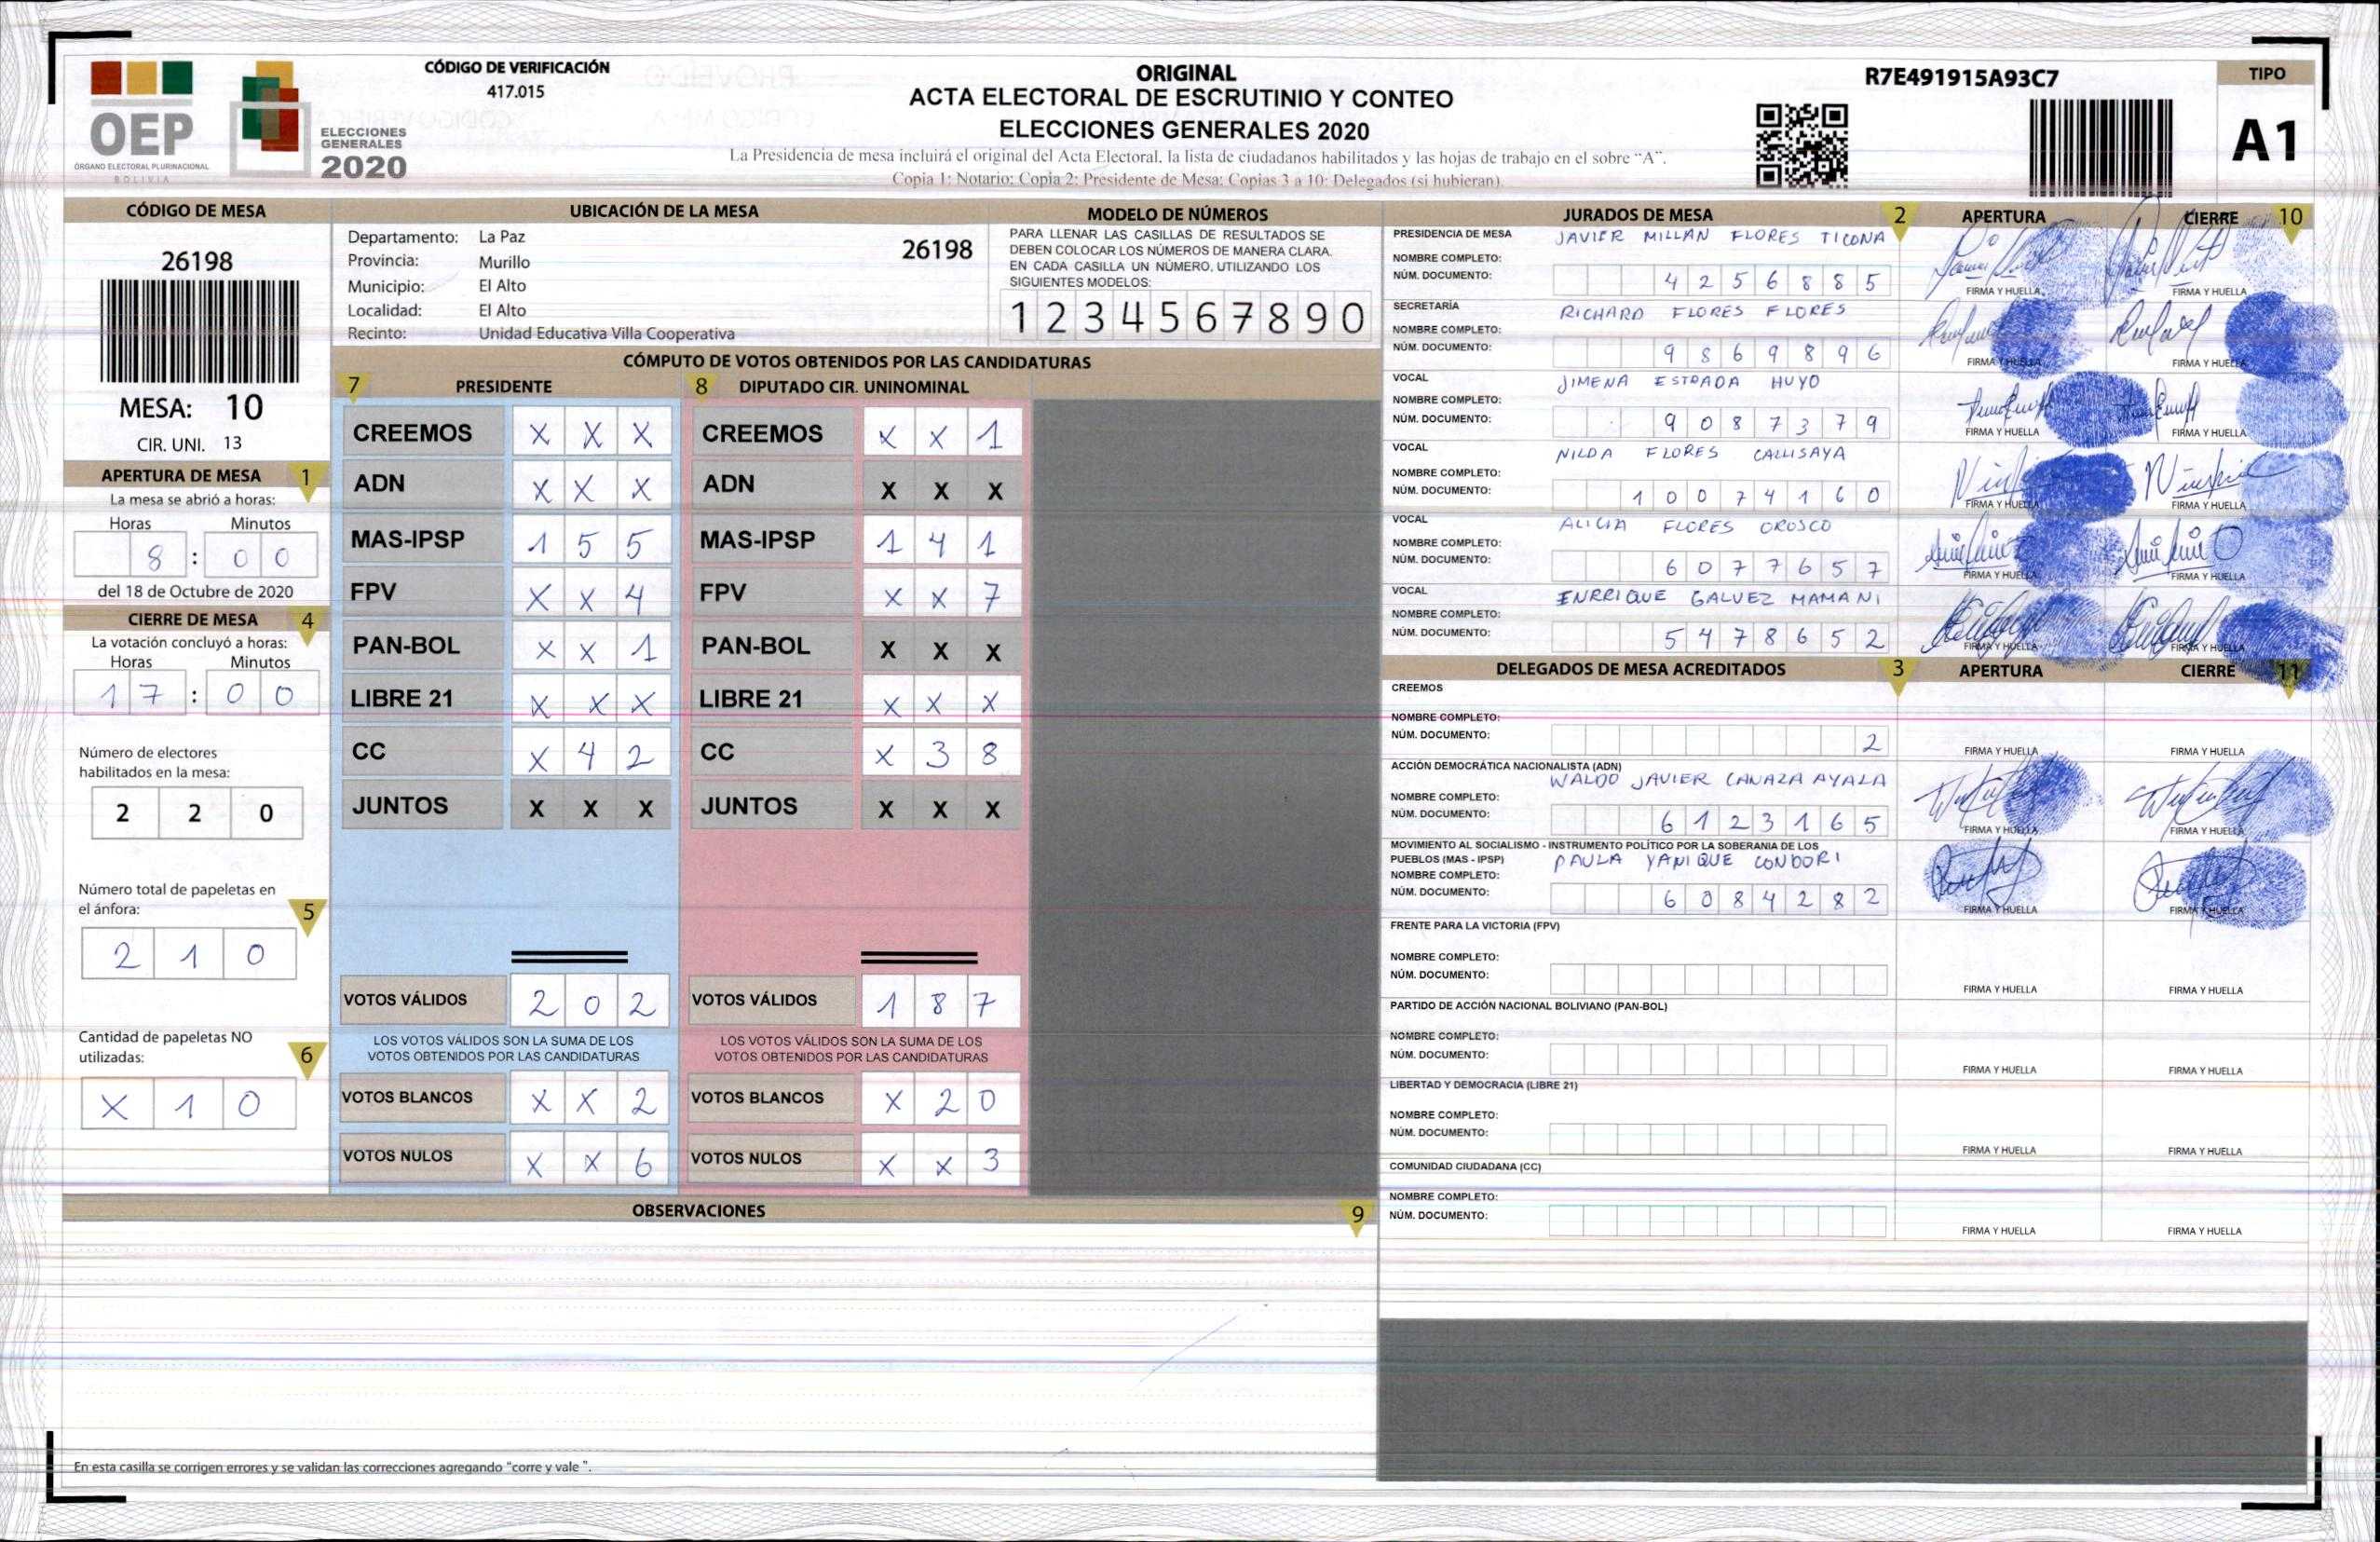 OEP
ÓRGANO ELECTORAL PLURINACIONAL
BOLIVIA
ELECCIONES
GENERALES
2020
CÓDIGO DE VERIFICACIÓN
417.015
ORIGINAL
ACTA ELECTORAL DE ESCRUTINIO Y CONTEO
ELECCIONES GENERALES 2020
La Presidencia de mesa incluirá el original del Acta Electoral, la lista de ciudadanos habilitados y las hojas de trabajo en el sobre "A".
Copia 1: Notario; Copia 2: Presidente de Mesa; Copias 3 a 10: Delegados (si hubieran).
R7E491915A93C7
TIPO
A1
CÓDIGO DE MESA
26198
MESA: 10
CIR. UNI. 13
APERTURA DE MESA 1
La mesa se abrió a horas:
Horas Minutos
8 : 0 0
del 18 de Octubre de 2020
CIERRE DE MESA 4
La votación concluyó a horas:
Horas Minutos
1 7 : 0 0
Número de electores
habilitados en la mesa:
2 2 0
Número total de papeletas en
el ánfora:
5
2 1 0
Cantidad de papeletas NO
utilizadas:
6
X 1 0
UBICACIÓN DE LA MESA
Departamento: La Paz
26198
Provincia: Murillo
Municipio: El Alto
Localidad: El Alto
Recinto: Unidad Educativa Villa Cooperativa
MODELO DE NÚMEROS
PARA LLENAR LAS CASILLAS DE RESULTADOS SE
DEBEN COLOCAR LOS NÚMEROS DE MANERA CLARA.
EN CADA CASILLA UN NÚMERO, UTILIZANDO LOS
SIGUIENTES MODELOS:
1 2 3 4 5 6 7 8 9 0
CÓMPUTO DE VOTOS OBTENIDOS POR LAS CANDIDATURAS
7 PRESIDENTE 8 DIPUTADO CIR. UNINOMINAL
CREEMOS X X X CREEMOS X X 1
ADN X X X ADN X X X
MAS-IPSP 1 5 5 MAS-IPSP 1 4 1
FPV X X 4 FPV X X 7
PAN-BOL X X 1 PAN-BOL X X X
LIBRE 21 X X X LIBRE 21 X X X
CC X 4 2 CC X 3 8
JUNTOS X X X JUNTOS X X X
VOTOS VÁLIDOS 2 0 2 VOTOS VÁLIDOS 1 8 7
LOS VOTOS VÁLIDOS SON LA SUMA DE LOS LOS VOTOS VÁLIDOS SON LA SUMA DE LOS
VOTOS OBTENIDOS POR LAS CANDIDATURAS VOTOS OBTENIDOS POR LAS CANDIDATURAS
VOTOS BLANCOS X X 2 VOTOS BLANCOS X 2 0
VOTOS NULOS X X 6 VOTOS NULOS X X 3
OBSERVACIONES 9
En esta casilla se corrigen errores y se validan las correcciones agregando "corre y vale ".
JURADOS DE MESA 2 APERTURA CIERRE 10
PRESIDENCIA DE MESA JAVIER MILLAN FLORES TICONA
NOMBRE COMPLETO:
NÚM. DOCUMENTO: 4 2 5 6 8 8 5
FIRMA Y HUELLA FIRMA Y HUELLA
SECRETARÍA RICHARD FLORES FLORES
NOMBRE COMPLETO:
NÚM. DOCUMENTO: 9 8 6 9 8 9 6
FIRMA Y HUELLA FIRMA Y HUELLA
VOCAL JIMENA ESTRADA HUYO
NOMBRE COMPLETO:
NÚM. DOCUMENTO: 9 0 8 7 3 7 9
FIRMA Y HUELLA FIRMA Y HUELLA
VOCAL NILDA FLORES CALLISAYA
NOMBRE COMPLETO:
NÚM. DOCUMENTO: 1 0 0 7 4 1 6 0
FIRMA Y HUELLA FIRMA Y HUELLA
VOCAL ALICIA FLORES OROSCO
NOMBRE COMPLETO:
NÚM. DOCUMENTO: 6 0 7 7 6 5 7
FIRMA Y HUELLA FIRMA Y HUELLA
VOCAL ENRRIQUE GALVEZ MAMANI
NOMBRE COMPLETO:
NÚM. DOCUMENTO: 5 4 7 8 6 5 2
FIRMA Y HUELLA FIRMA Y HUELLA
DELEGADOS DE MESA ACREDITADOS 3 APERTURA CIERRE 11
CREEMOS
NOMBRE COMPLETO:
NÚM. DOCUMENTO: 2
FIRMA Y HUELLA FIRMA Y HUELLA
ACCIÓN DEMOCRÁTICA NACIONALISTA (ADN)
WALDO JAVIER CANAZA AYALA
NOMBRE COMPLETO:
NÚM. DOCUMENTO: 6 1 2 3 1 6 5
FIRMA Y HUELLA FIRMA Y HUELLA
MOVIMIENTO AL SOCIALISMO - INSTRUMENTO POLÍTICO POR LA SOBERANIA DE LOS
PUEBLOS (MAS - IPSP) PAULA YANIQUE CONDORI
NOMBRE COMPLETO:
NÚM. DOCUMENTO: 6 0 8 4 2 8 2
FIRMA Y HUELLA FIRMA Y HUELLA
FRENTE PARA LA VICTORIA (FPV)
NOMBRE COMPLETO:
NÚM. DOCUMENTO:
FIRMA Y HUELLA FIRMA Y HUELLA
PARTIDO DE ACCIÓN NACIONAL BOLIVIANO (PAN-BOL)
NOMBRE COMPLETO:
NÚM. DOCUMENTO:
FIRMA Y HUELLA FIRMA Y HUELLA
LIBERTAD Y DEMOCRACIA (LIBRE 21)
NOMBRE COMPLETO:
NÚM. DOCUMENTO:
FIRMA Y HUELLA FIRMA Y HUELLA
COMUNIDAD CIUDADANA (CC)
NOMBRE COMPLETO:
NÚM. DOCUMENTO:
FIRMA Y HUELLA FIRMA Y HUELLA